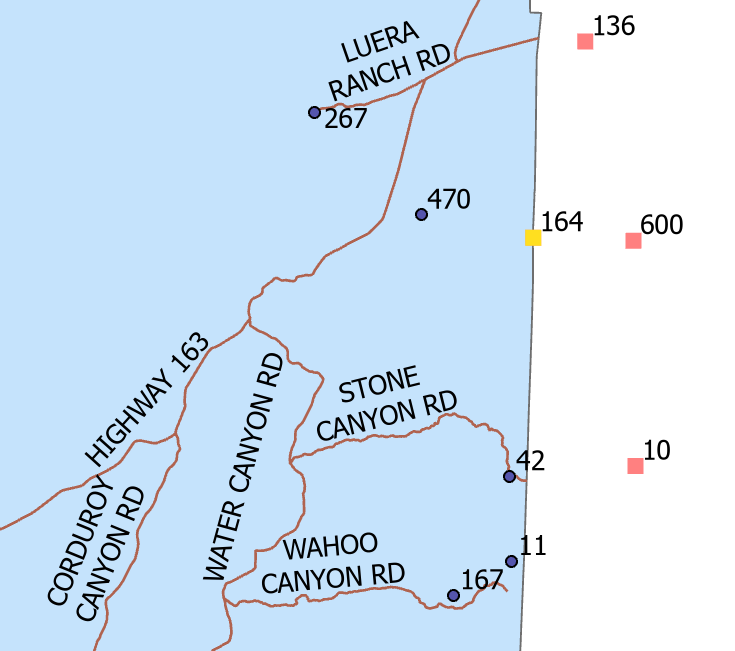 136
LUERA
RANCH RD
267
470
164
600
HIGHWAY 163
WATER CANYON RD
STONE
CANYON RD
42
10
CORDUROY
CANYON RD
WAHOO
CANYON RD
11
167